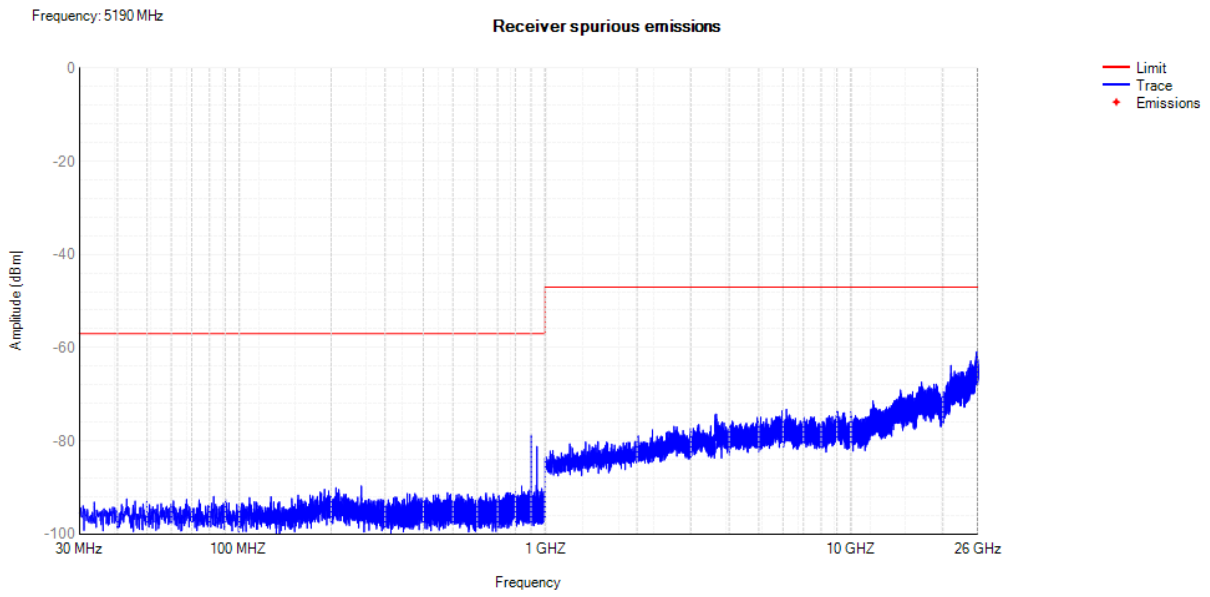 Frequency: 5190 MHz
Receiver spurious emissions
Limit
Trace
Emissions
0
-20
-40
-60
-80
-100
Amplitude [dBm]
30 MHz
100 MHZ
1 GHZ
10 GHZ
26 GHz
Frequency